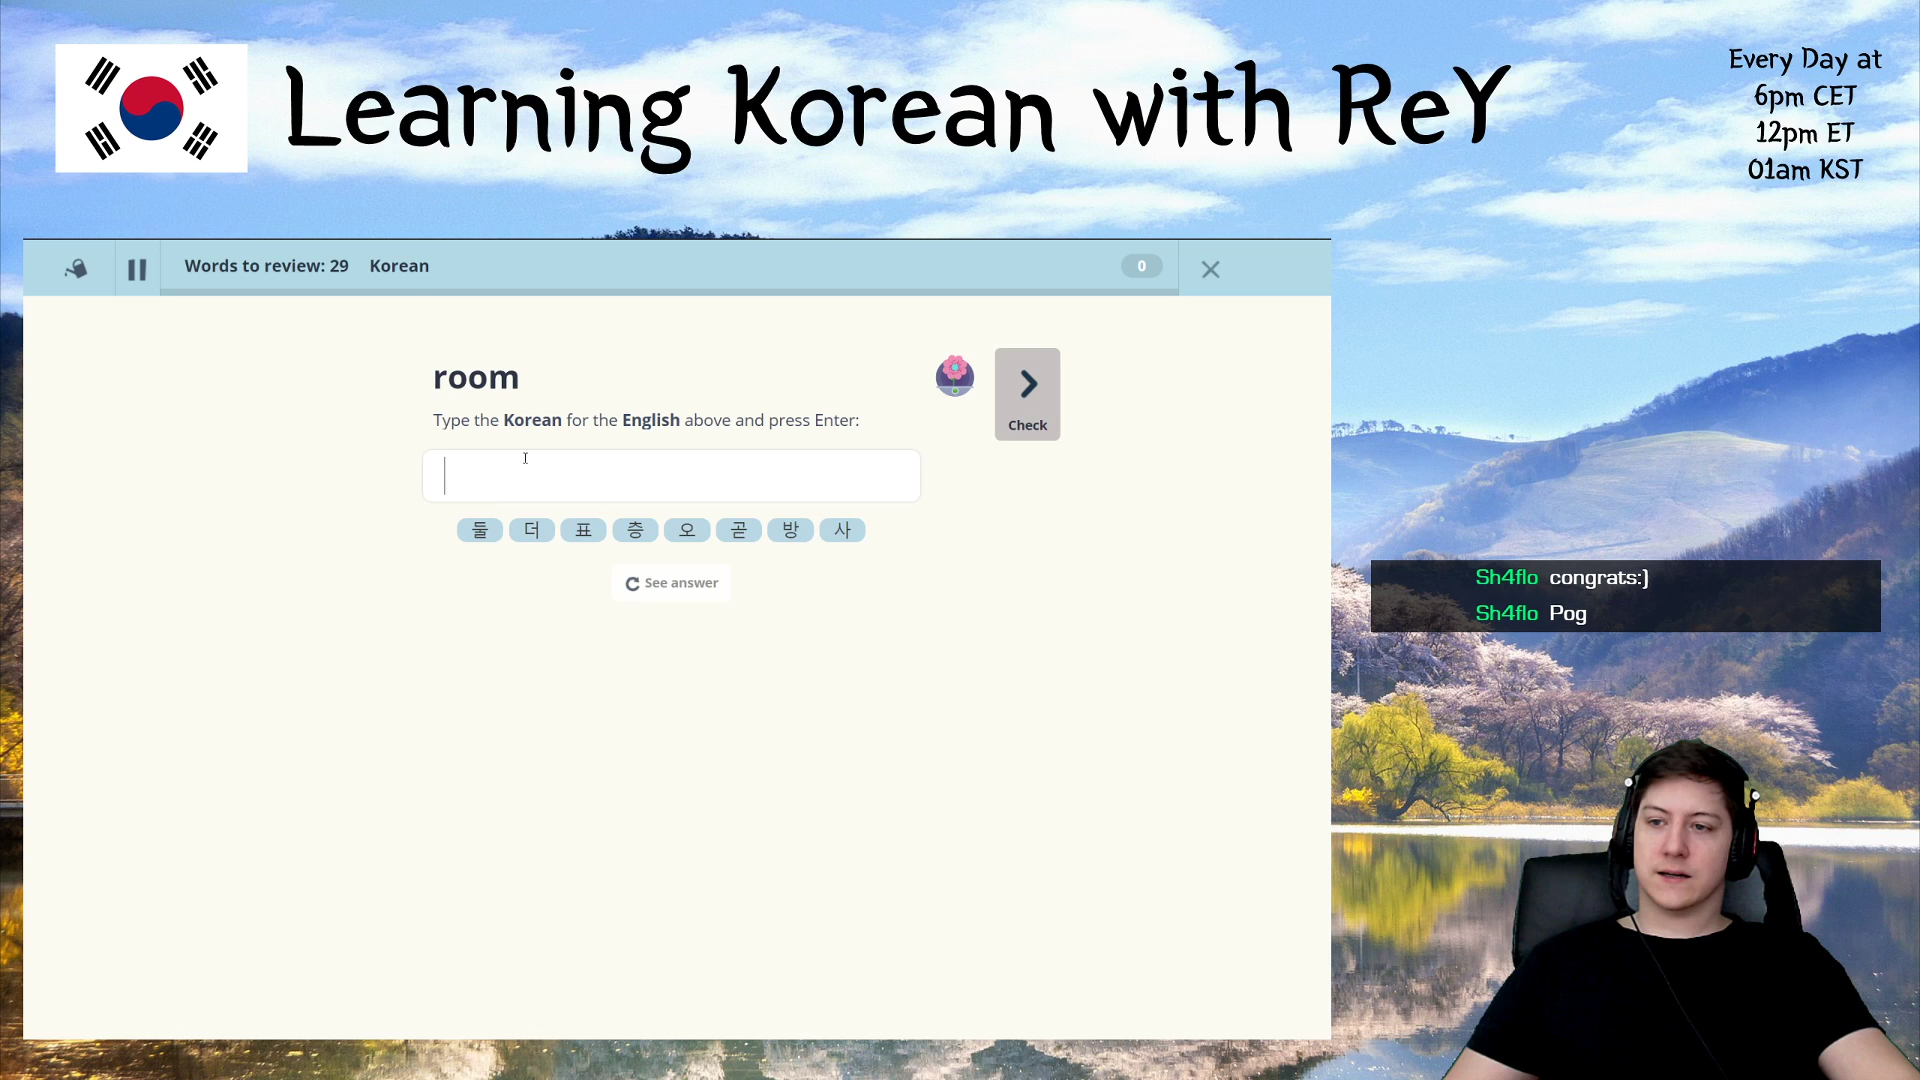 Learning Korean with ReY
Every Day at
6pm CET
12pm ET
01am KST
Words to review: 29 Korean
0
room
Type the Korean for the English above and press Enter:
Check
둘 더 표 층 오 곧 방 사
See answer
Sh4flo congrats:)
Sh4flo Pog